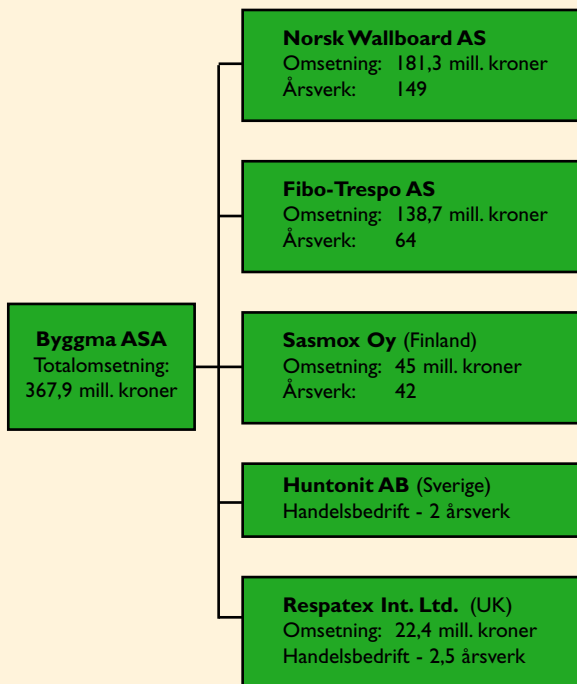 Norsk Wallboard AS
Omsetning: 181,3 mill. kroner
Årsverk: 149
Fibo-Trespo AS
Omsetning: 138,7 mill. kroner
Årsverk: 64
Byggma ASA
Totalomsetning:
367,9 mill. kroner
Sasmox Oy (Finland)
Omsetning: 45 mill. kroner
Årsverk: 42
Huntonit AB (Sverige)
Handelsbedrift - 2 årsverk
Respatex Int. Ltd. (UK)
Omsetning: 22,4 mill. kroner
Handelsbedrift - 2,5 årsverk